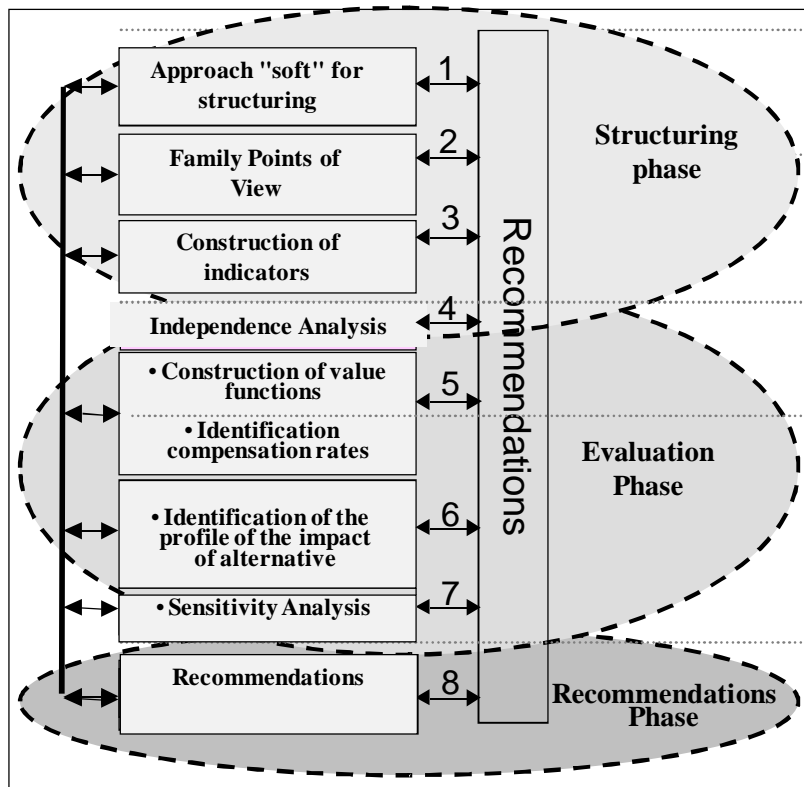 Approach "soft" for
structuring
1
Family Points of
View
2
Construction of
indicators
3
Independence Analysis
4
• Construction of value
functions
• Identification
compensation rates
5
• Identification of the
profile of the impact
of alternative
6
• Sensitivity Analysis
7
Recommendations
8
Recommendations
Structuring
phase
Evaluation
Phase
Recommendations
Phase